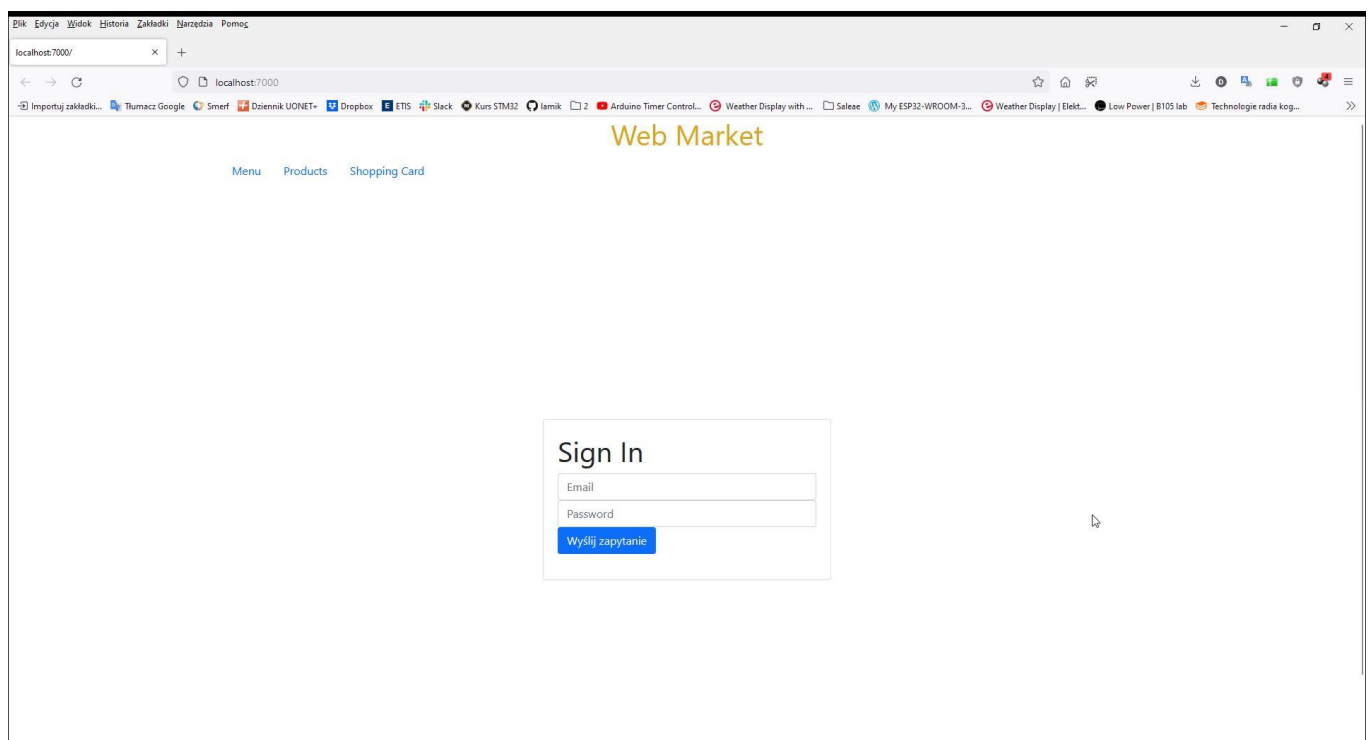 Plik Edycja Widok Historia Zakładki Narzędzia Pomoc
localhost:7000/
localhost:7000
Importuj zakładki... Tłumacz Google Smerf Dziennik UONET+ Dropbox ETIS Slack Kurs STM32 lamik 2 Arduino Timer Control... Weather Display with ... Saleae My ESP32-WROOM-3... Weather Display | Elekt... Low Power | B105 lab Technologie radia kog...
Web Market
Menu Products Shopping Card
Sign In
Email
Password
Wyślij zapytanie